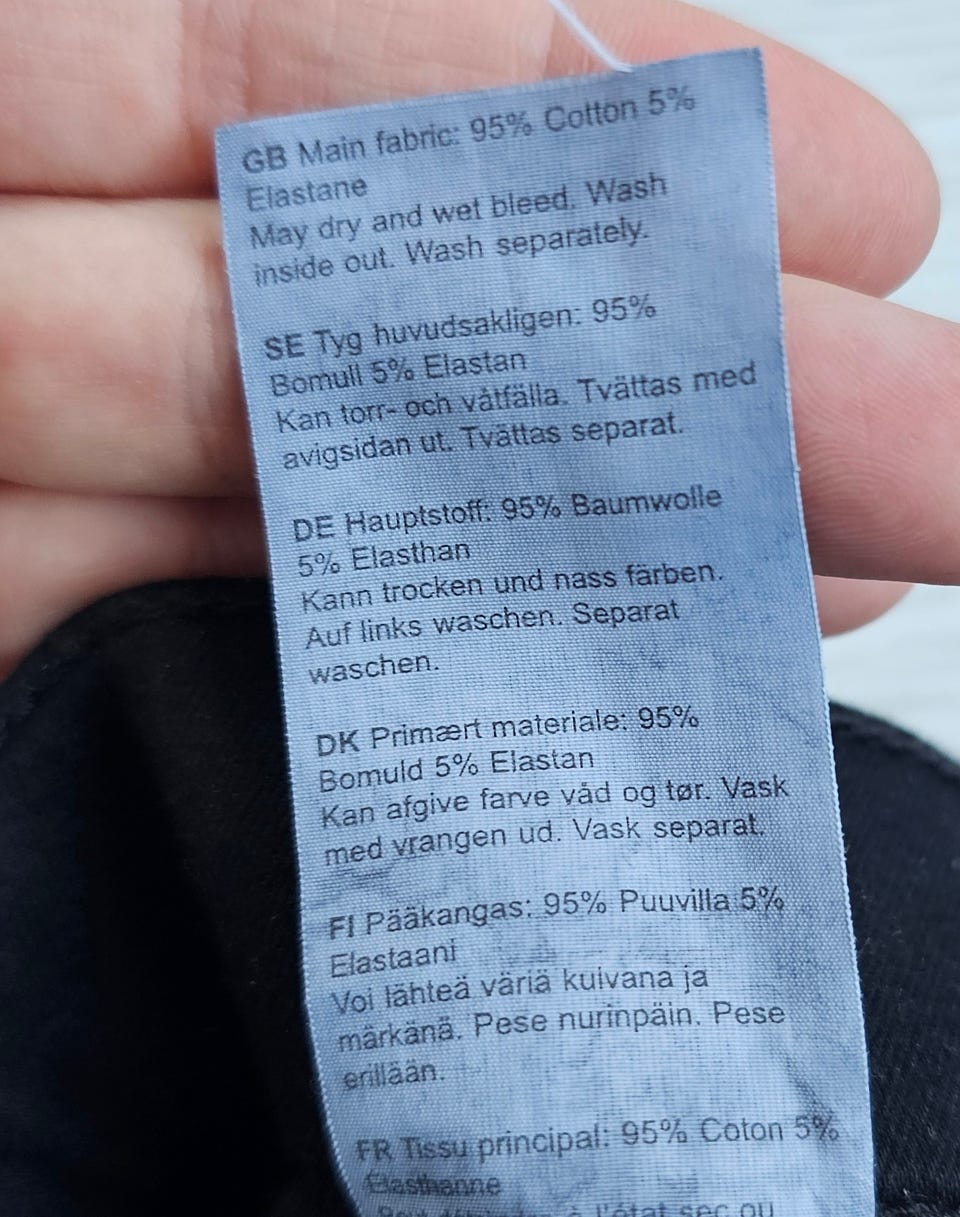 GB Main fabric: 95% Cotton 5%
Elastane
May dry and wet bleed. Wash
inside out. Wash separately.
SE Tyg huvudsakligen: 95%
Bomull 5% Elastan
Kan torr- och våtfälla. Tvättas med
avigsidan ut. Tvättas separat.
DE Hauptstoff: 95% Baumwolle
5% Elasthan
Kann trocken und nass färben.
Auf links waschen. Separat
waschen.
DK Primært materiale: 95%
Bomuld 5% Elastan
Kan afgive farve våd og tør. Vask
med vrangen ud. Vask separat.
FI Pääkangas: 95% Puuvilla 5%
Elastaani
Voi lähteä väriä kuivana ja
märkänä. Pese nurinpäin. Pese
erillään.
FR Tissu principal: 95% Coton 5%
Élasthanne
à l'état sec ou